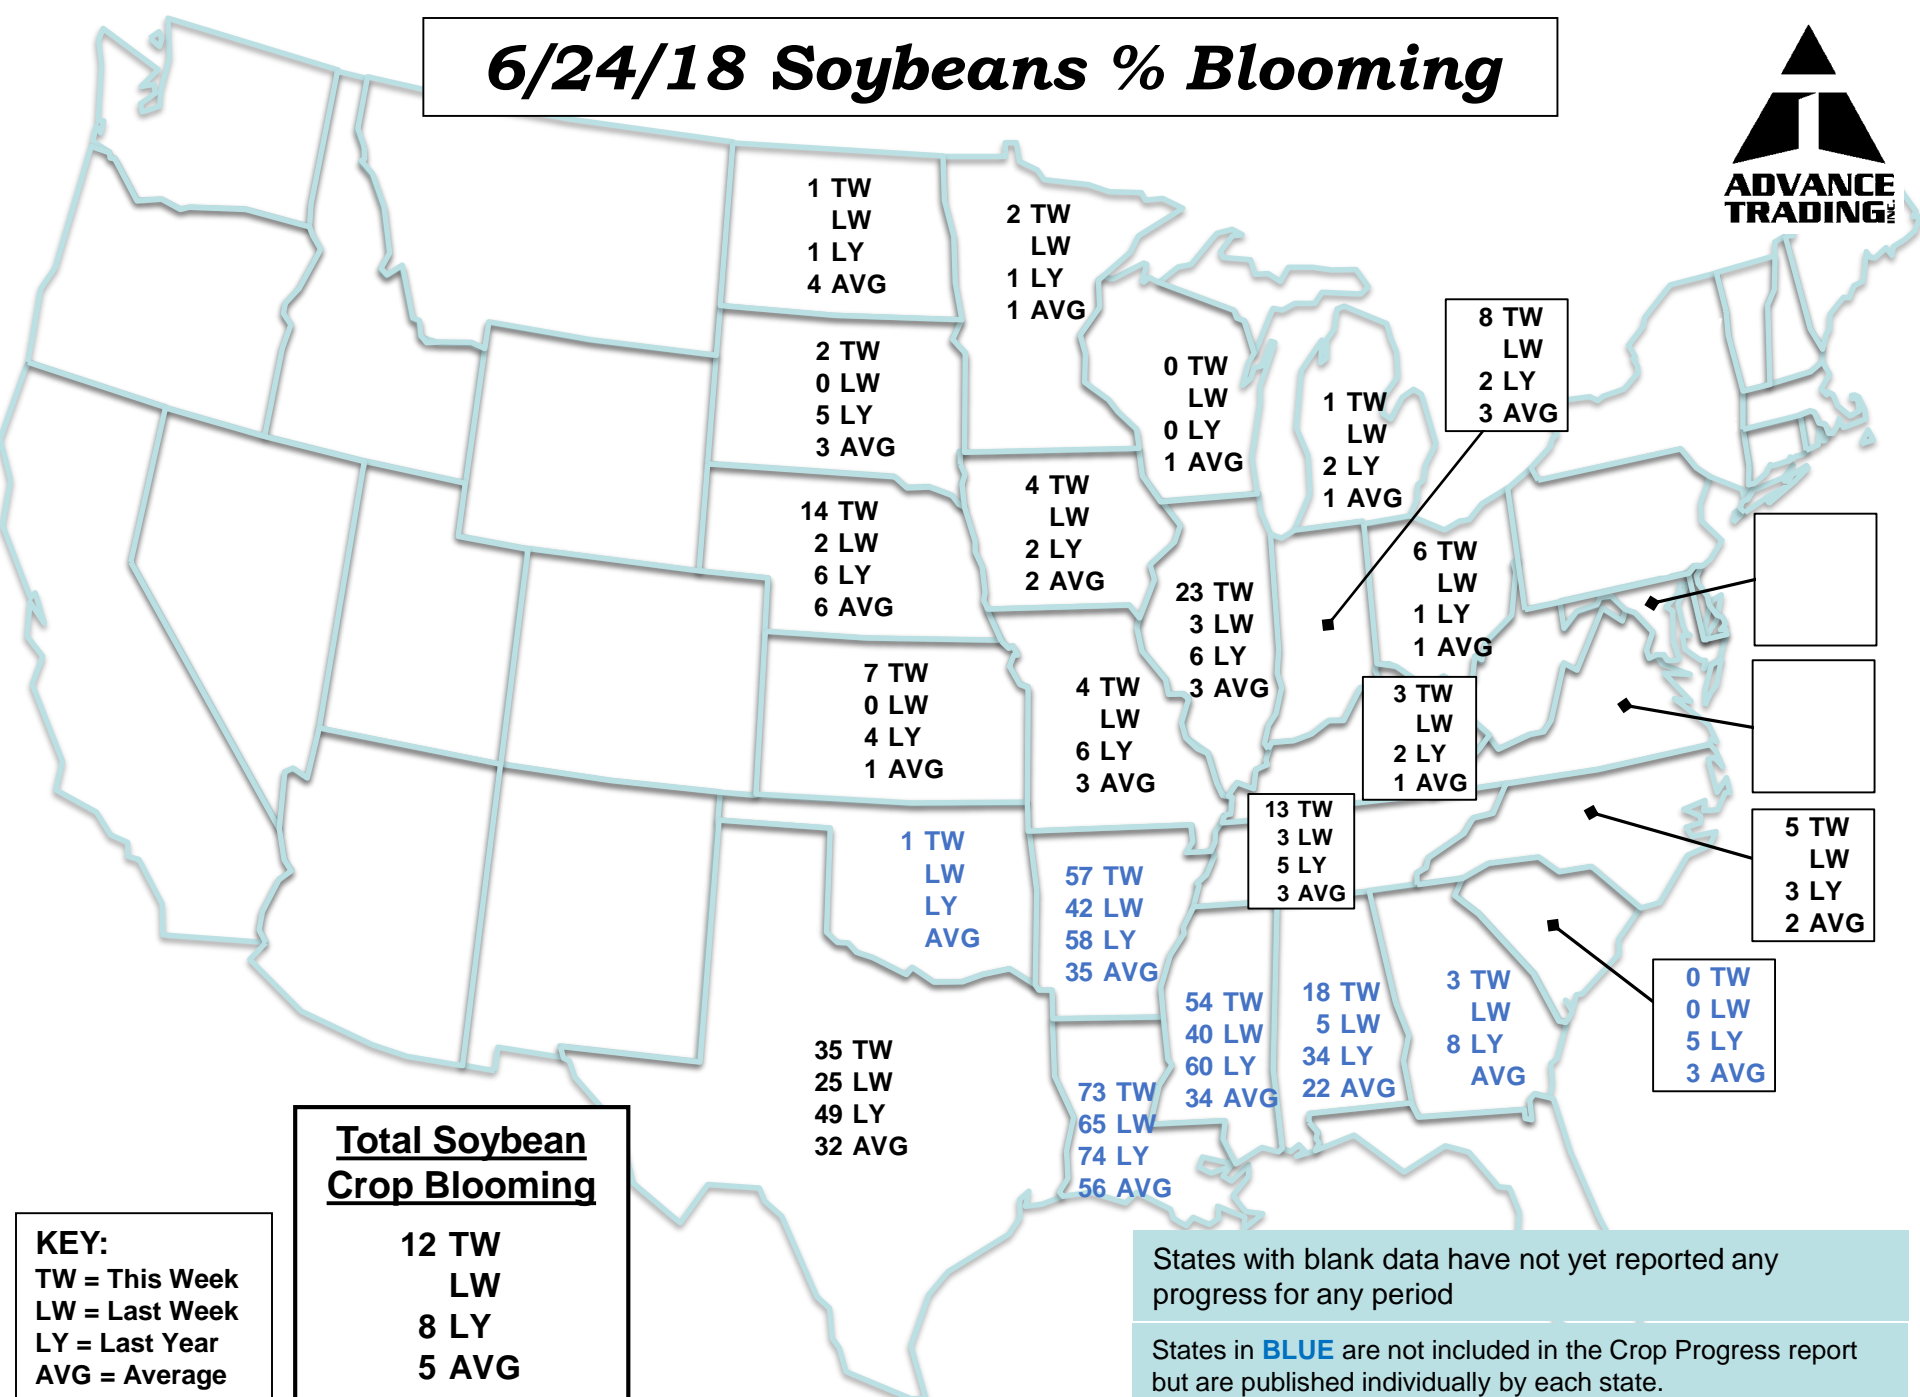 6/24/18 Soybeans % Blooming
ADVANCE
TRADING INC.
1 TW
LW
1 LY
4 AVG
2 TW
LW
1 LY
1 AVG
8 TW
LW
2 LY
3 AVG
2 TW
0 LW
5 LY
3 AVG
0 TW
LW
0 LY
1 AVG
1 TW
LW
2 LY
1 AVG
14 TW
2 LW
6 LY
6 AVG
4 TW
LW
2 LY
2 AVG
23 TW
3 LW
6 LY
3 AVG
6 TW
LW
1 LY
1 AVG
7 TW
0 LW
4 LY
1 AVG
4 TW
LW
6 LY
3 AVG
3 TW
LW
2 LY
1 AVG
13 TW
3 LW
5 LY
3 AVG
5 TW
LW
3 LY
2 AVG
1 TW
LW
LY
AVG
57 TW
42 LW
58 LY
35 AVG
0 TW
0 LW
5 LY
3 AVG
54 TW
40 LW
60 LY
34 AVG
18 TW
5 LW
34 LY
22 AVG
3 TW
LW
8 LY
AVG
35 TW
25 LW
49 LY
32 AVG
73 TW
65 LW
74 LY
56 AVG
Total Soybean
Crop Blooming
12 TW
LW
8 LY
5 AVG
KEY:
TW = This Week
LW = Last Week
LY = Last Year
AVG = Average
States with blank data have not yet reported any
progress for any period
States in BLUE are not included in the Crop Progress report
but are published individually by each state.